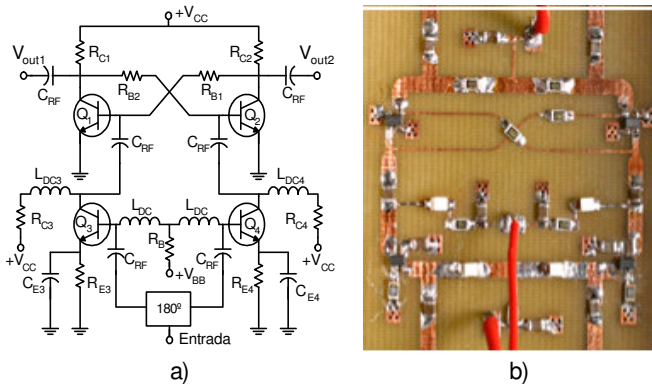 +V_CC
V_out1
R_C1
R_C2
V_out2
C_RF
R_B2
R_B1
C_RF
Q_1
Q_2
C_RF
C_RF
L_DC3
L_DC4
R_C3
Q_3
L_DC
L_DC
Q_4
R_C4
+V_CC
C_RF
R_B
+V_BB
C_RF
+V_CC
C_E3
R_E3
R_E4
C_E4
180º
Entrada
a)
b)